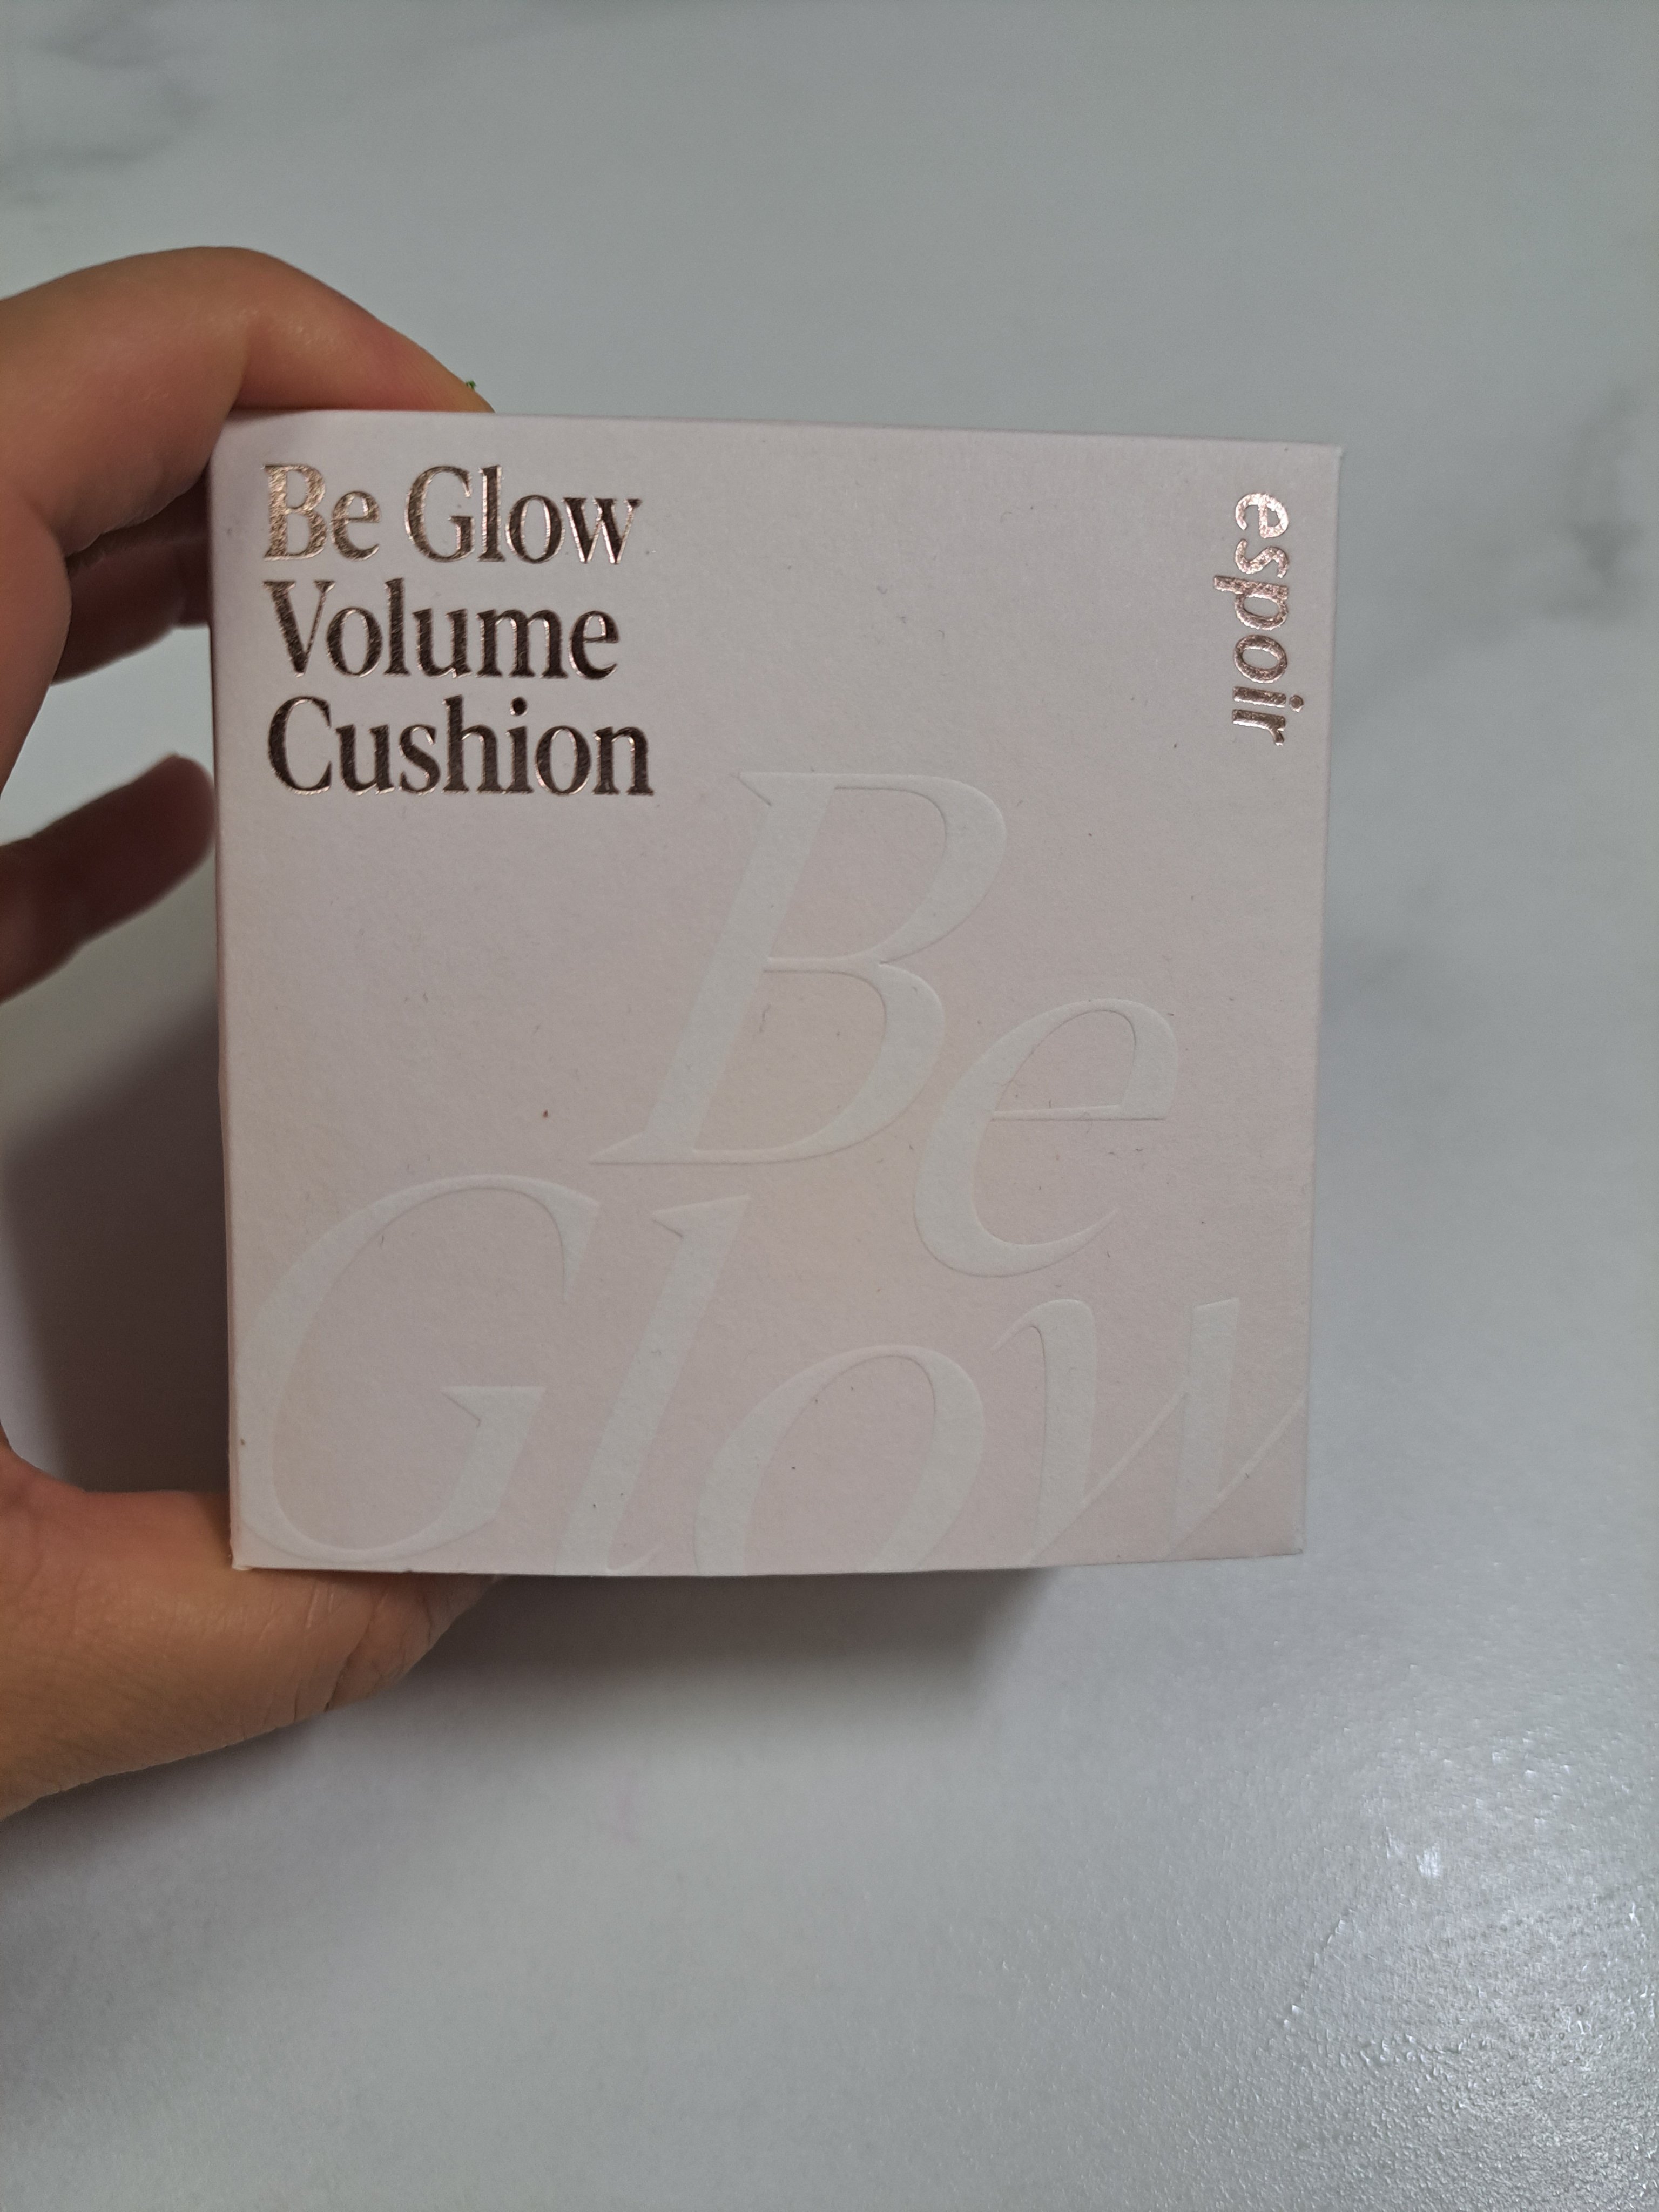 Be Glow
Volume
Cushion
espoir
Be
Glow